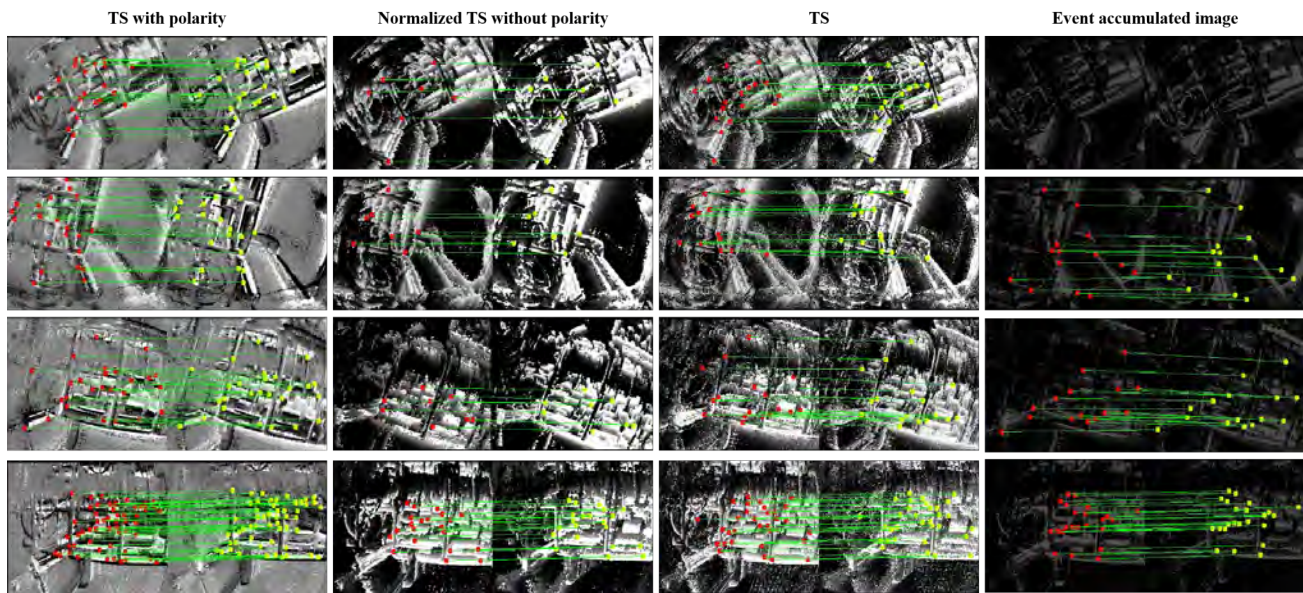 TS with polarity
Normalized TS without polarity
TS
Event accumulated image